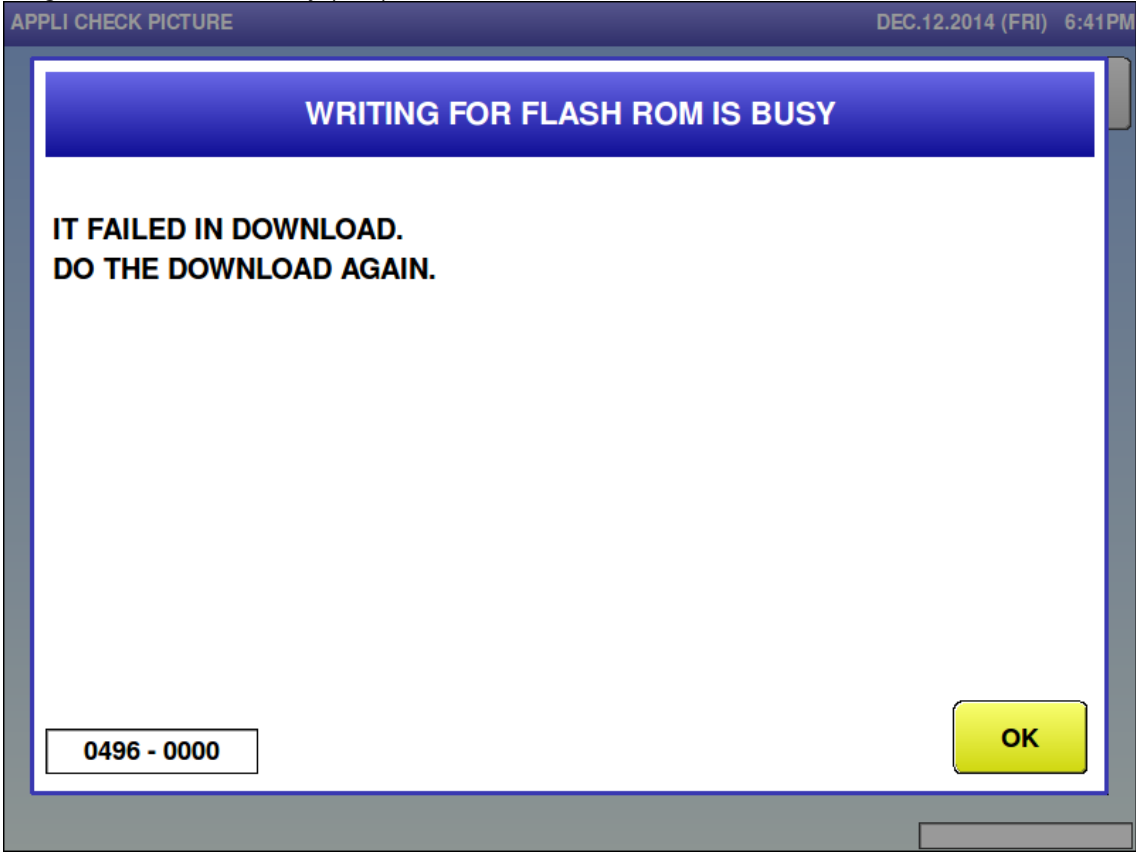 APPLI CHECK PICTURE
DEC.12.2014 (FRI) 6:41PM
WRITING FOR FLASH ROM IS BUSY
IT FAILED IN DOWNLOAD.
DO THE DOWNLOAD AGAIN.
0496 - 0000
OK